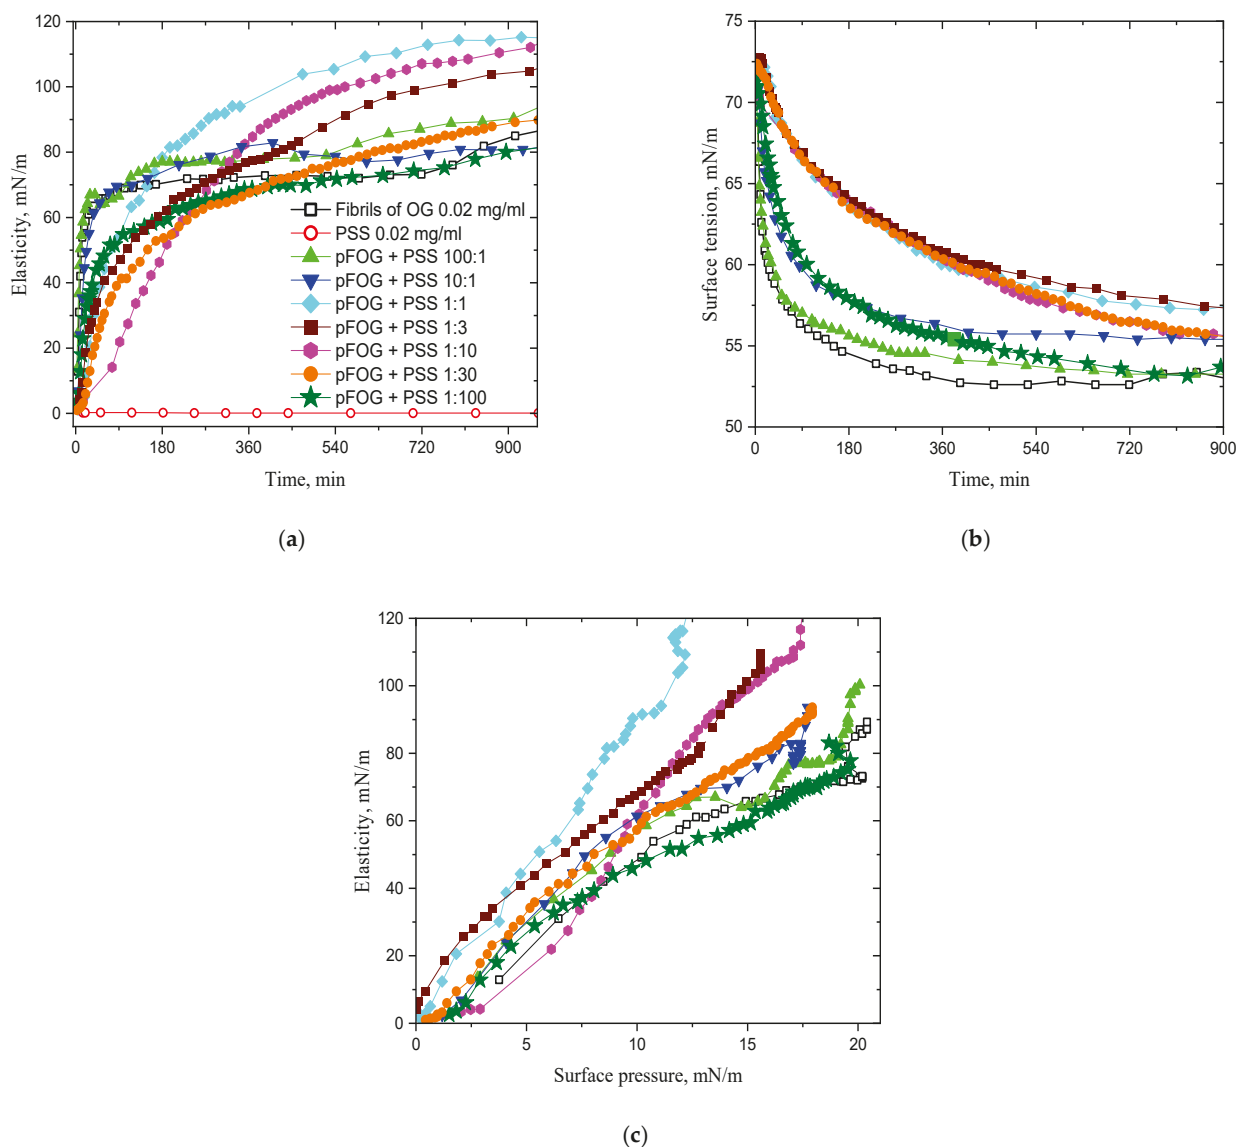 120
100
80
60
40
20
0
Elasticity, mN/m
Fibrils of OG 0.02 mg/ml
PSS 0.02 mg/ml
pFOG + PSS 100:1
pFOG + PSS 10:1
pFOG + PSS 1:1
pFOG + PSS 1:3
pFOG + PSS 1:10
pFOG + PSS 1:30
pFOG + PSS 1:100
0 180 360 540 720 900
Time, min
(a)
75
70
65
60
55
50
Surface tension, mN/m
0 180 360 540 720 900
Time, min
(b)
120
100
80
60
40
20
0
Elasticity, mN/m
0 5 10 15 20
Surface pressure, mN/m
(c)